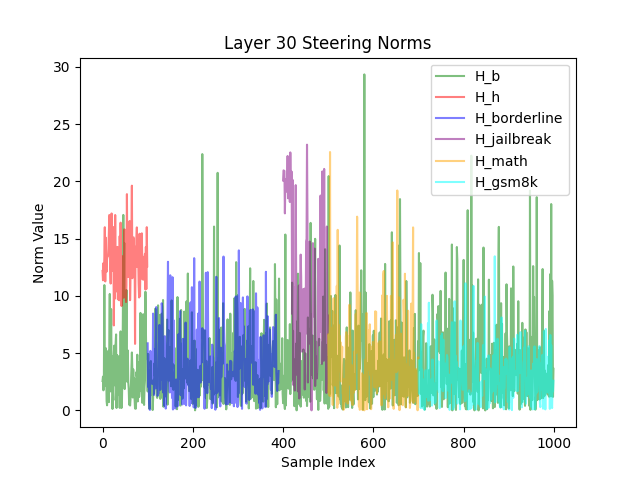 Layer 30 Steering Norms
Norm Value
30
25
20
15
10
5
0
H_b
H_h
H_borderline
H_jailbreak
H_math
H_gsm8k
0
200
400
600
800
1000
Sample Index